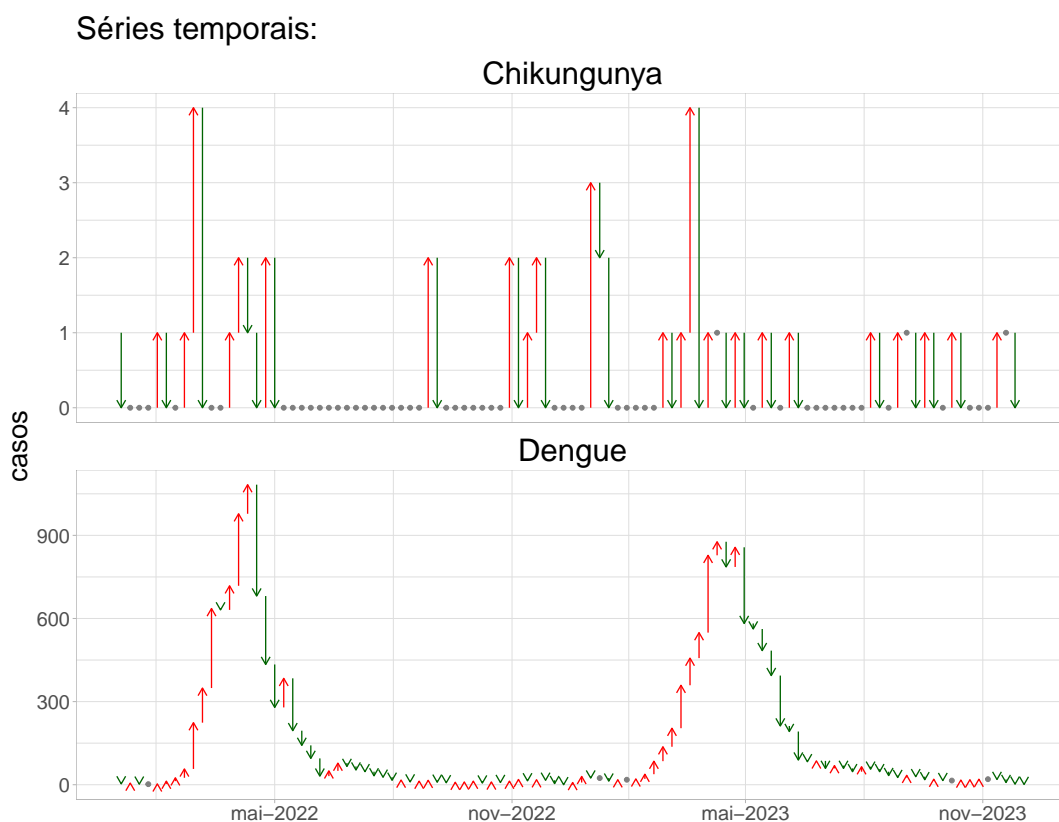 Séries temporais:
Chikungunya
4
3
2
1
0
casos
Dengue
900
600
300
0
mai−2022
nov−2022
mai−2023
nov−2023